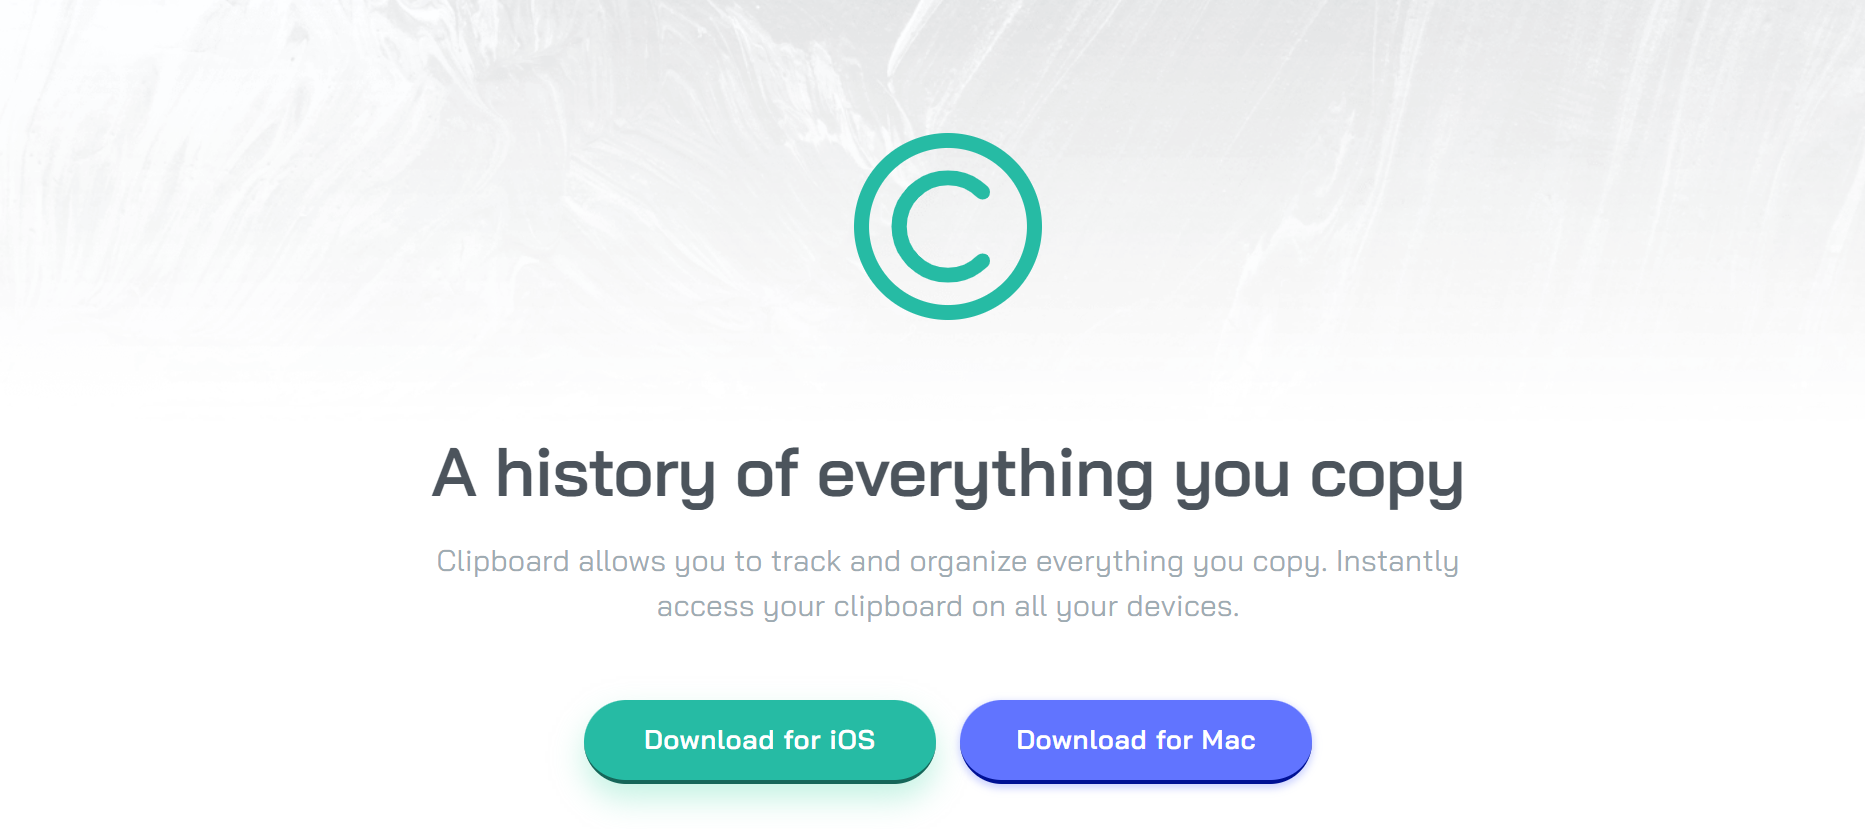 ©
A history of everything you copy
Clipboard allows you to track and organize everything you copy. Instantly
access your clipboard on all your devices.
Download for iOS
Download for Mac